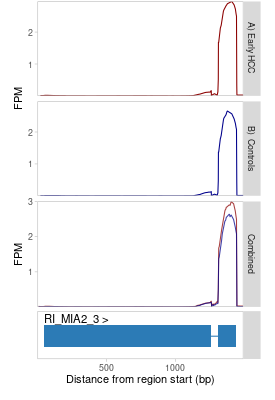 2
1
A) Early HCC
FPM
2
1
B) Controls
3
2
1
Combined
FPM
RI_MIA2_3 >
500 1000
Distance from region start (bp)